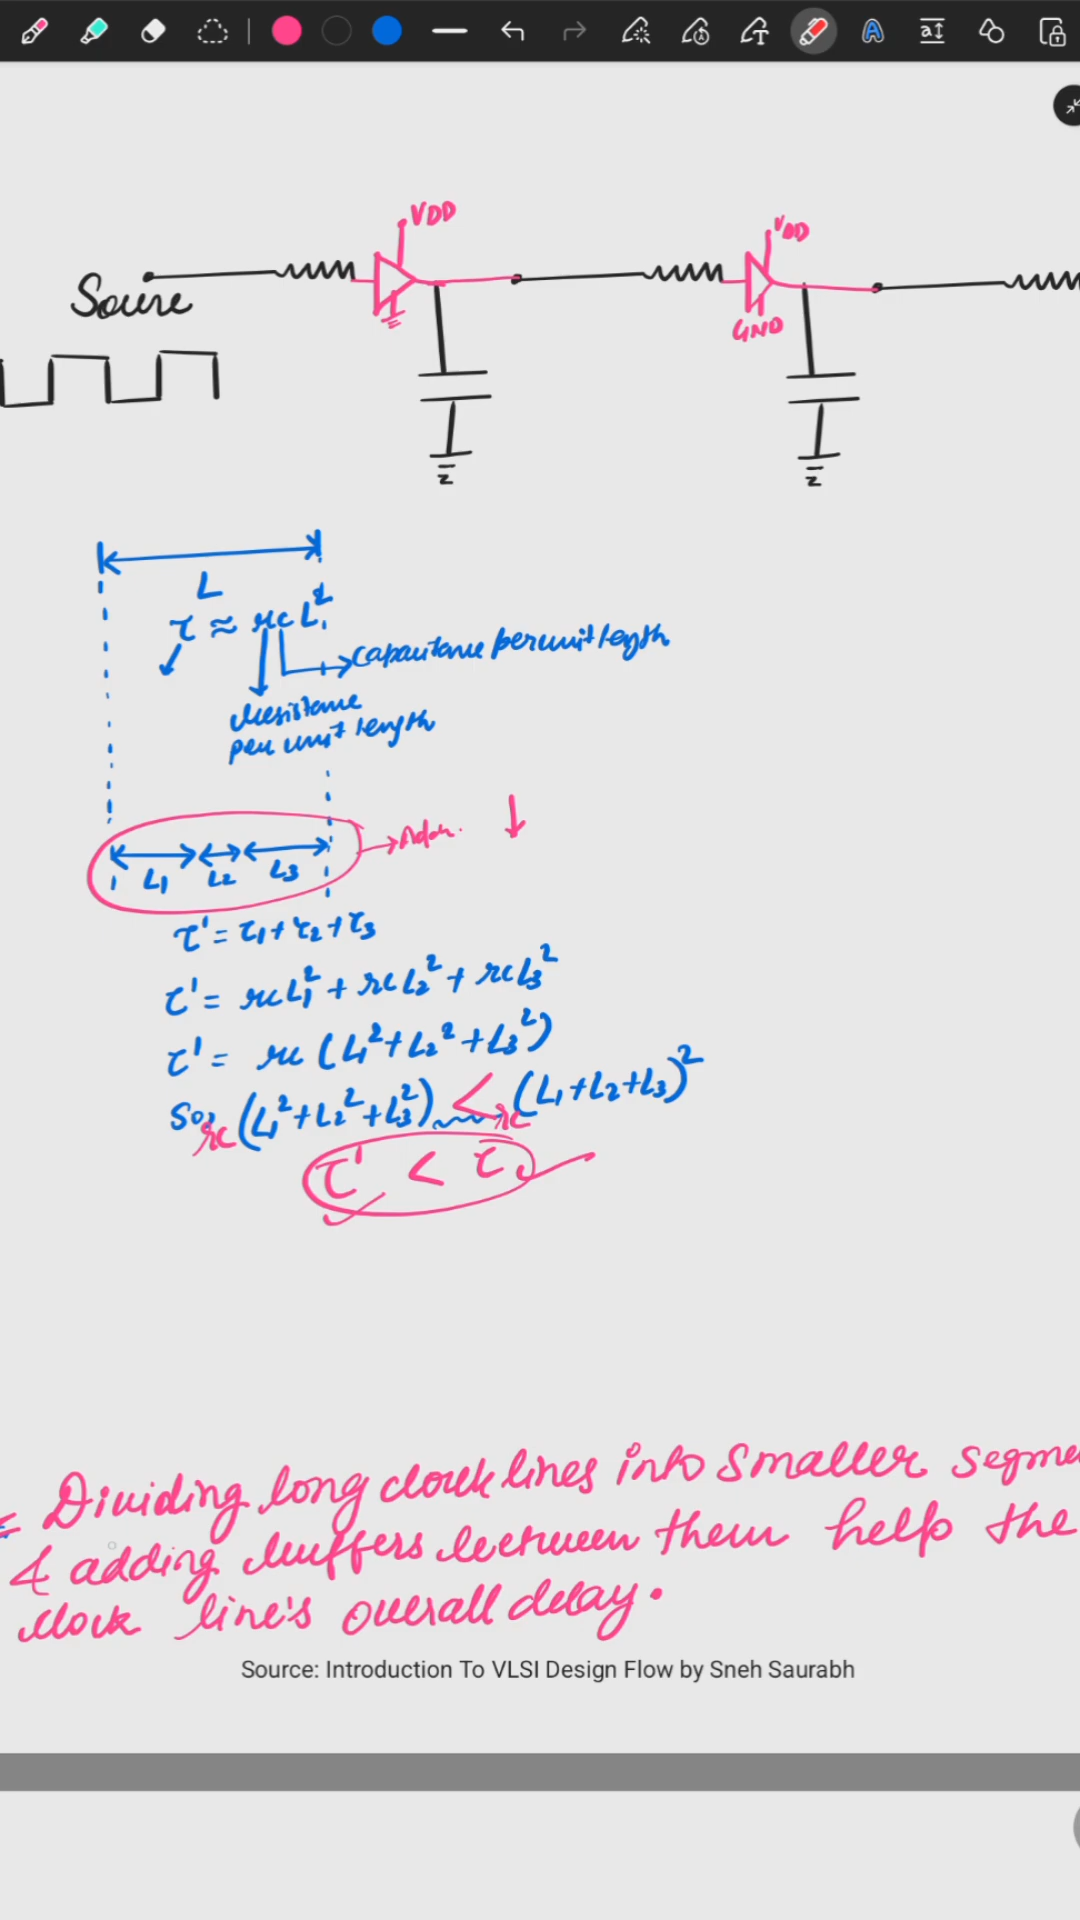 VDD
VDD
Source
GND
L
τ ≈ rcL²
Capacitance per unit length
Resistance
per unit length
L₁ L₂ L₃
τ' = τ₁ + τ₂ + τ₃
τ' = rcL₁² + rcL₂² + rcL₃²
τ' = rc (L₁² + L₂² + L₃²)
So, rc (L₁² + L₂² + L₃²) < rc (L₁ + L₂ + L₃)²
τ' < τ
Dividing long clock lines into smaller segme
& adding buffers between them help the
clock line's overall delay.
Source: Introduction To VLSI Design Flow by Sneh Saurabh